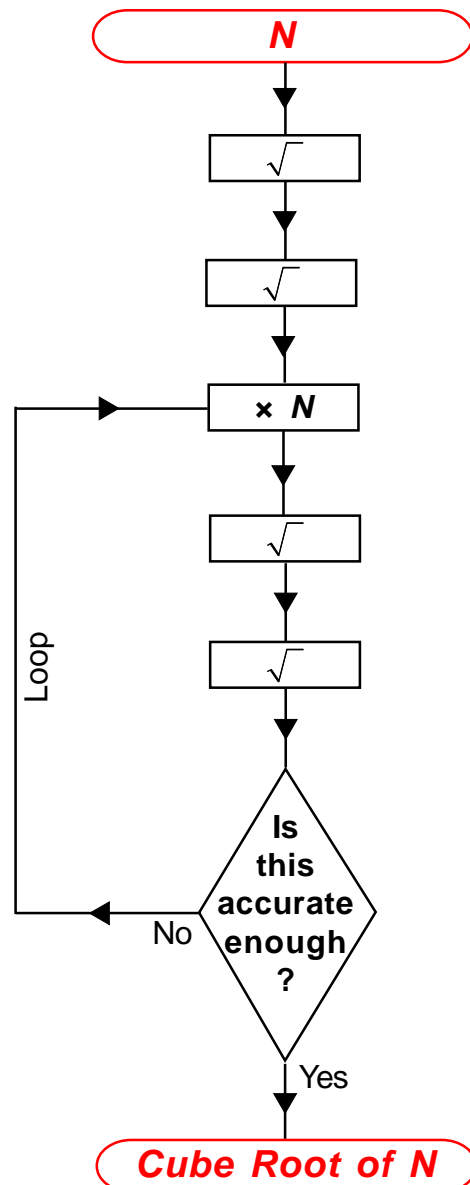 N
√
√
× N
√
√
Loop
Is
this
accurate
enough
?
No
Yes
Cube Root of N